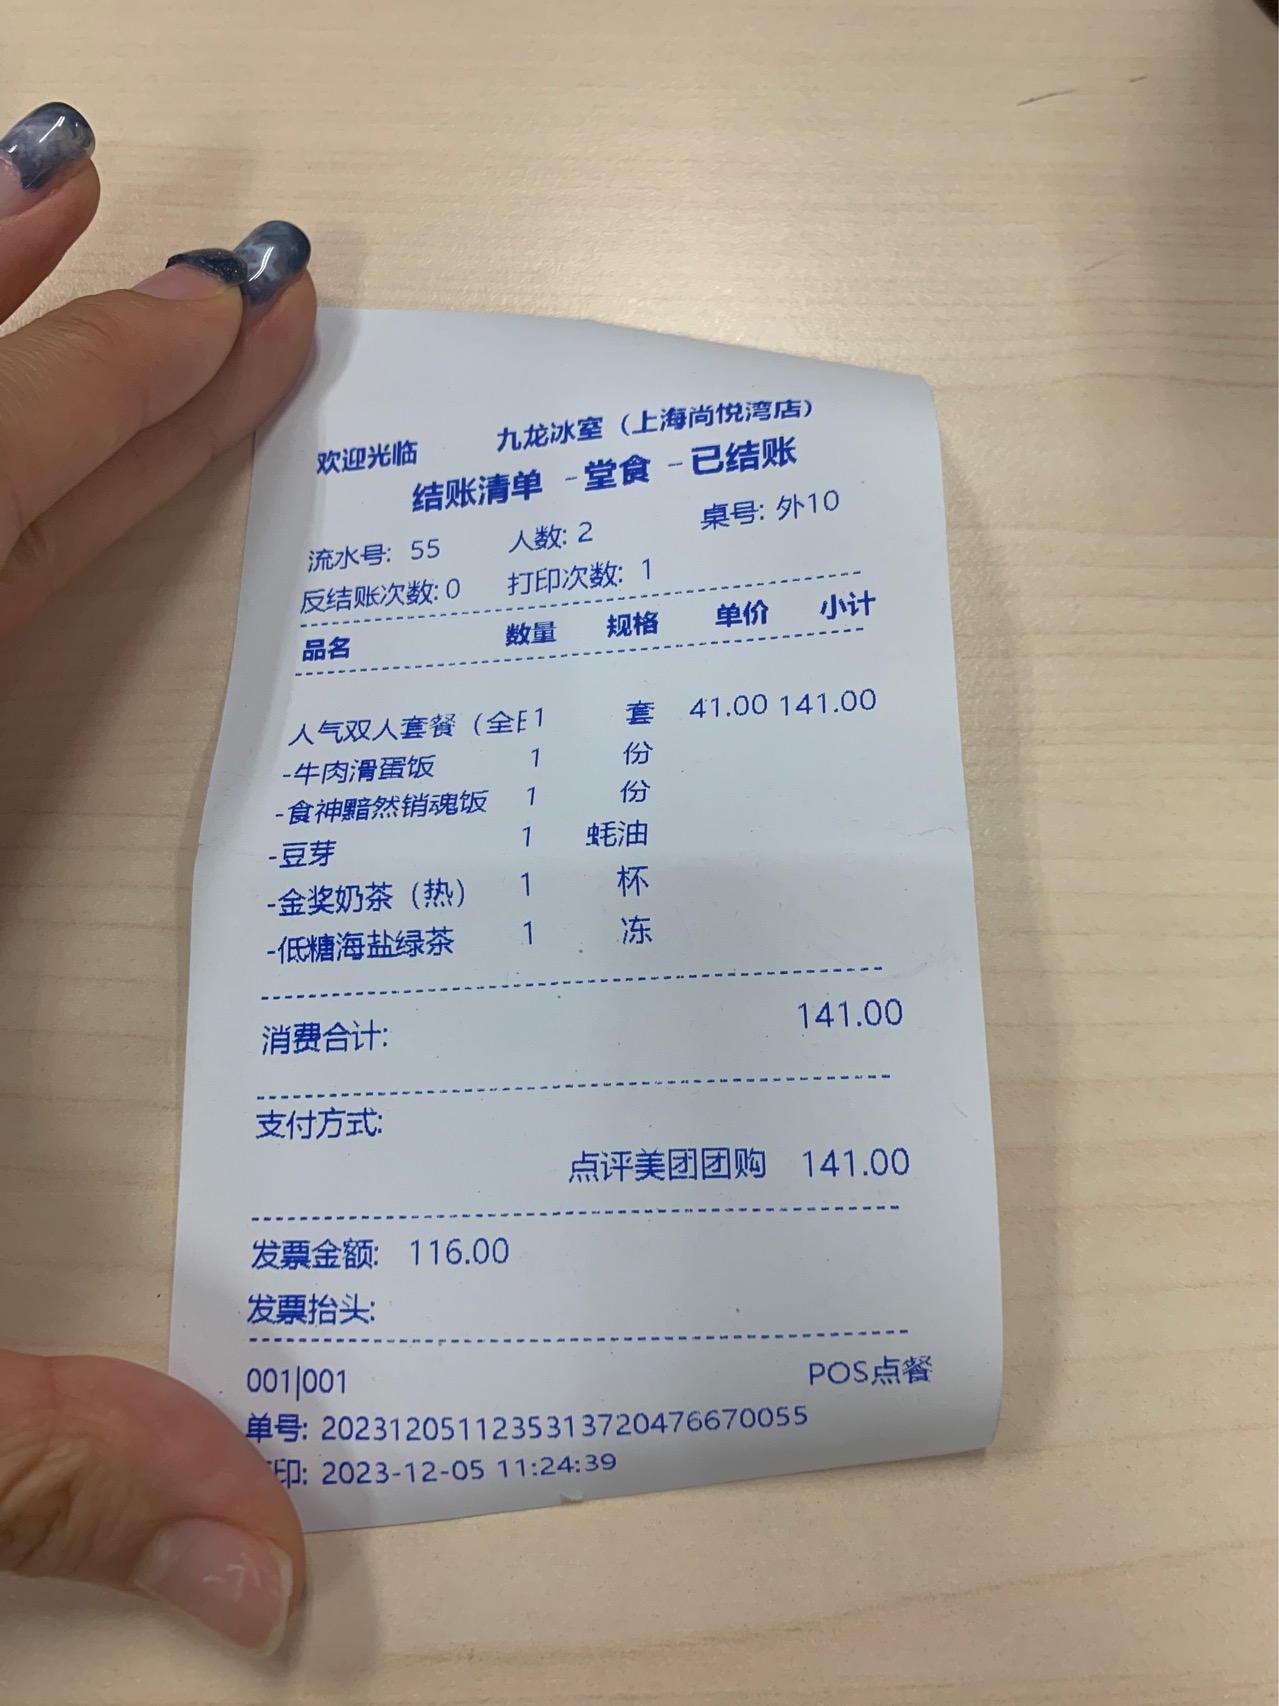 欢迎光临 九龙冰室（上海尚悦湾店）
结账清单 -堂食 -已结账
流水号: 55 人数: 2 桌号: 外10
反结账次数: 0 打印次数: 1
品名 数量 规格 单价 小计
人气双人套餐（全 1 套 41.00 141.00
-牛肉滑蛋饭 1 份
-食神黯然销魂饭 1 份
-豆芽 1 蚝油
-金奖奶茶（热） 1 杯
-低糖海盐绿茶 1 冻
消费合计: 141.00
支付方式:
点评美团团购 141.00
发票金额: 116.00
发票抬头:
001|001 POS点餐
单号: 20231205112353137204766​70055
印: 2023-12-05 11:24:39